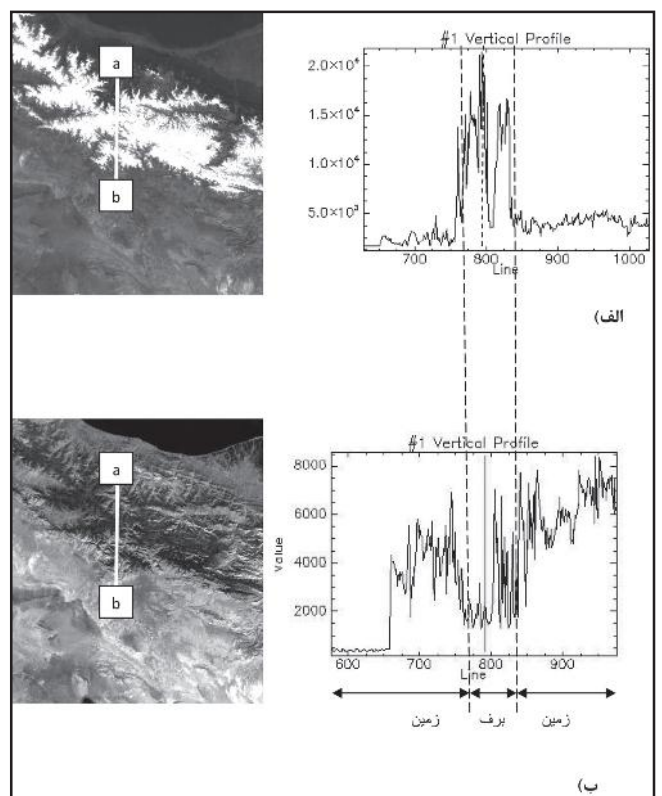 a
b
#1 Vertical Profile
2.0×10⁴
1.5×10⁴
1.0×10⁴
5.0×10³
700 800 900 1000
Line
الف)
a
b
#1 Vertical Profile
Value
8000
6000
4000
2000
600 700 800 900
Line
زمین برف زمین
ب)